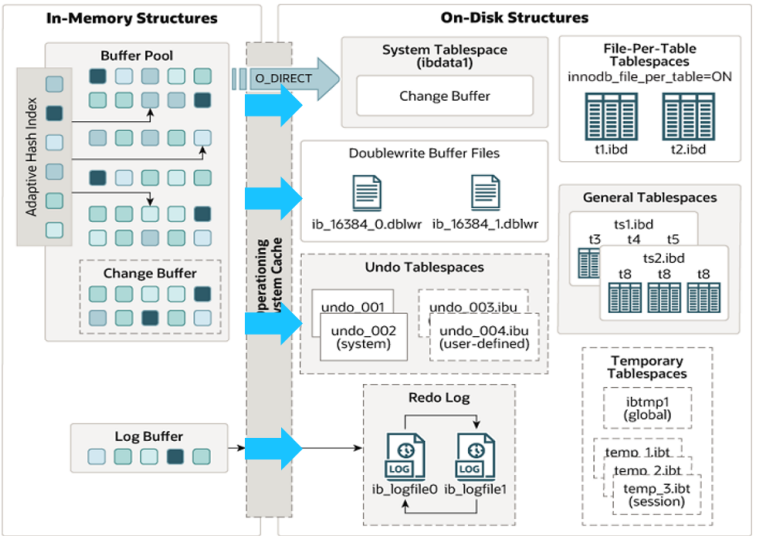 In-Memory Structures
On-Disk Structures
Buffer Pool
Adaptive Hash Index
Change Buffer
Log Buffer
Operationing
System Cache
O_DIRECT
System Tablespace
(ibdata1)
Change Buffer
Doublewrite Buffer Files
ib_16384_0.dblwr
ib_16384_1.dblwr
Undo Tablespaces
undo_001
undo_002
(system)
undo_003.ibu
undo_004.ibu
(user-defined)
Redo Log
LOG
LOG
ib_logfile0
ib_logfile1
File-Per-Table
Tablespaces
innodb_file_per_table=ON
t1.ibd
t2.ibd
General Tablespaces
ts1.ibd
t3 t4 t5
ts2.ibd
t8 t8 t8
Temporary
Tablespaces
ibtmp1
(global)
temp_1.ibt
temp_2.ibt
temp_3.ibt
(session)